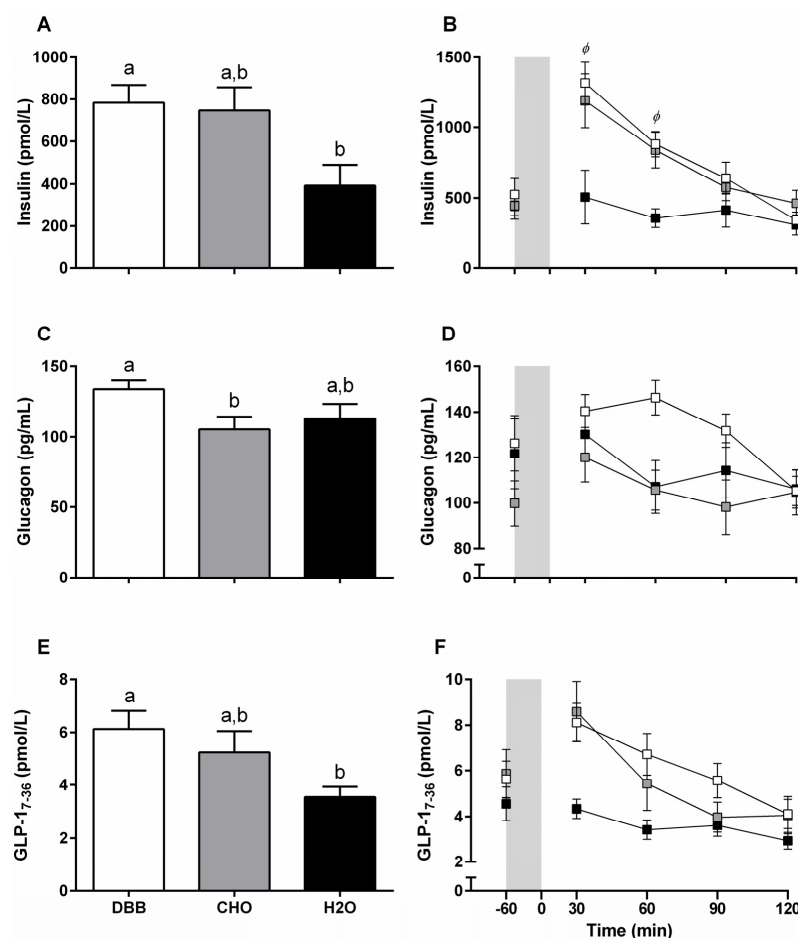 A
Insulin (pmol/L)
1000
800
600
400
200
0
a
a,b
b
B
Insulin (pmol/L)
1500
1000
500
0
ϕ
ϕ
C
Glucagon (pg/mL)
150
100
50
0
a
b
a,b
D
Glucagon (pg/mL)
160
140
120
100
80
0
E
GLP-1₇₋₃₆ (pmol/L)
8
6
4
2
0
a
a,b
b
DBB CHO H2O
F
GLP-1₇₋₃₆ (pmol/L)
10
8
6
4
2
0
-60 0 30 60 90 120
Time (min)